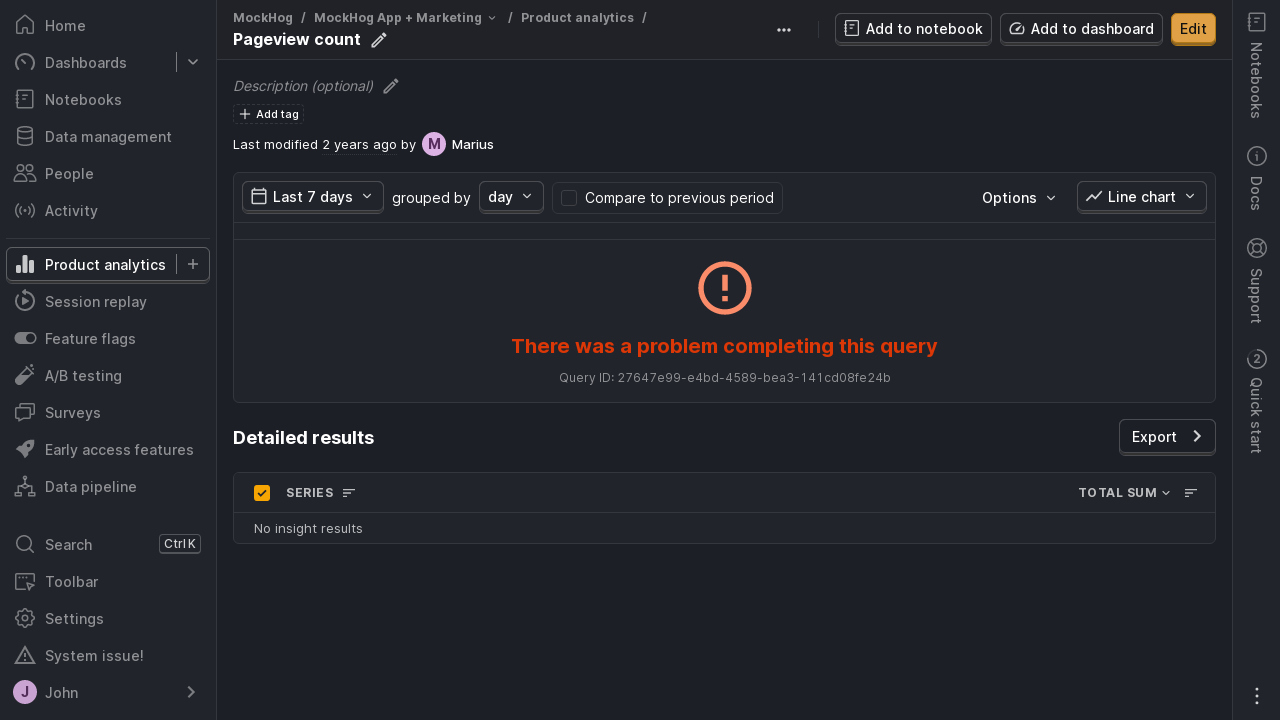 Home
Dashboards
Notebooks
Data management
People
Activity
Product analytics
Session replay
Feature flags
A/B testing
Surveys
Early access features
Data pipeline
Search Ctrl K
Toolbar
Settings
System issue!
J John
MockHog / MockHog App + Marketing / Product analytics /
Pageview count
Add to notebook
Add to dashboard
Edit
Description (optional)
Add tag
Last modified 2 years ago by M Marius
Last 7 days grouped by day Compare to previous period Options Line chart
There was a problem completing this query
Query ID: 27647e99-e4bd-4589-bea3-141cd08fe24b
Detailed results
Export
SERIES TOTAL SUM
No insight results
Notebooks
Docs
Support
2
Quick start